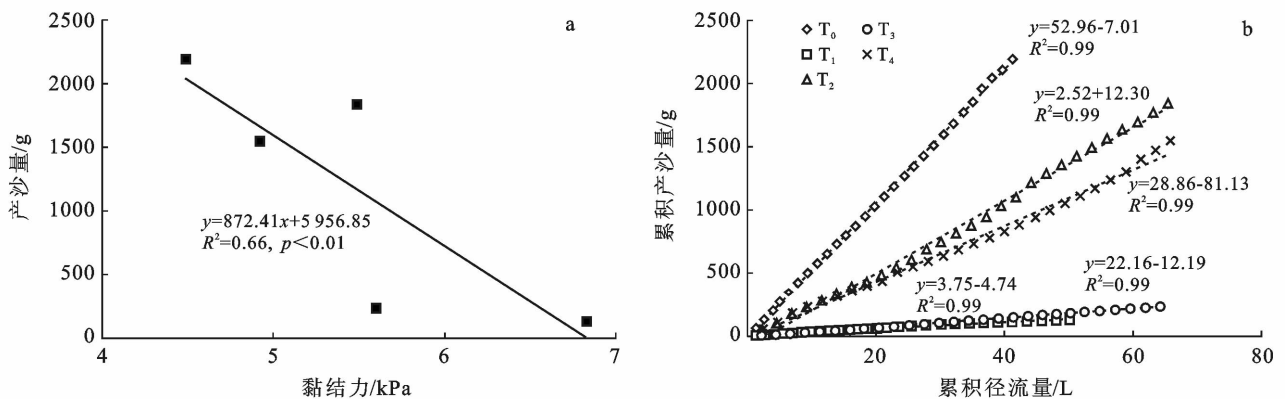 a
2500
2000
1500
1000
500
0
产沙量/g
y=872.41x+5 956.85
R²=0.66, p<0.01
4
5
6
7
黏结力/kPa
b
2500
2000
1500
1000
500
0
累积产沙量/g
T₀
T₃
T₁
T₄
T₂
y=52.96-7.01
R²=0.99
y=2.52+12.30
R²=0.99
y=28.86-81.13
R²=0.99
y=22.16-12.19
R²=0.99
y=3.75-4.74
R²=0.99
20
40
60
80
累积径流量/L